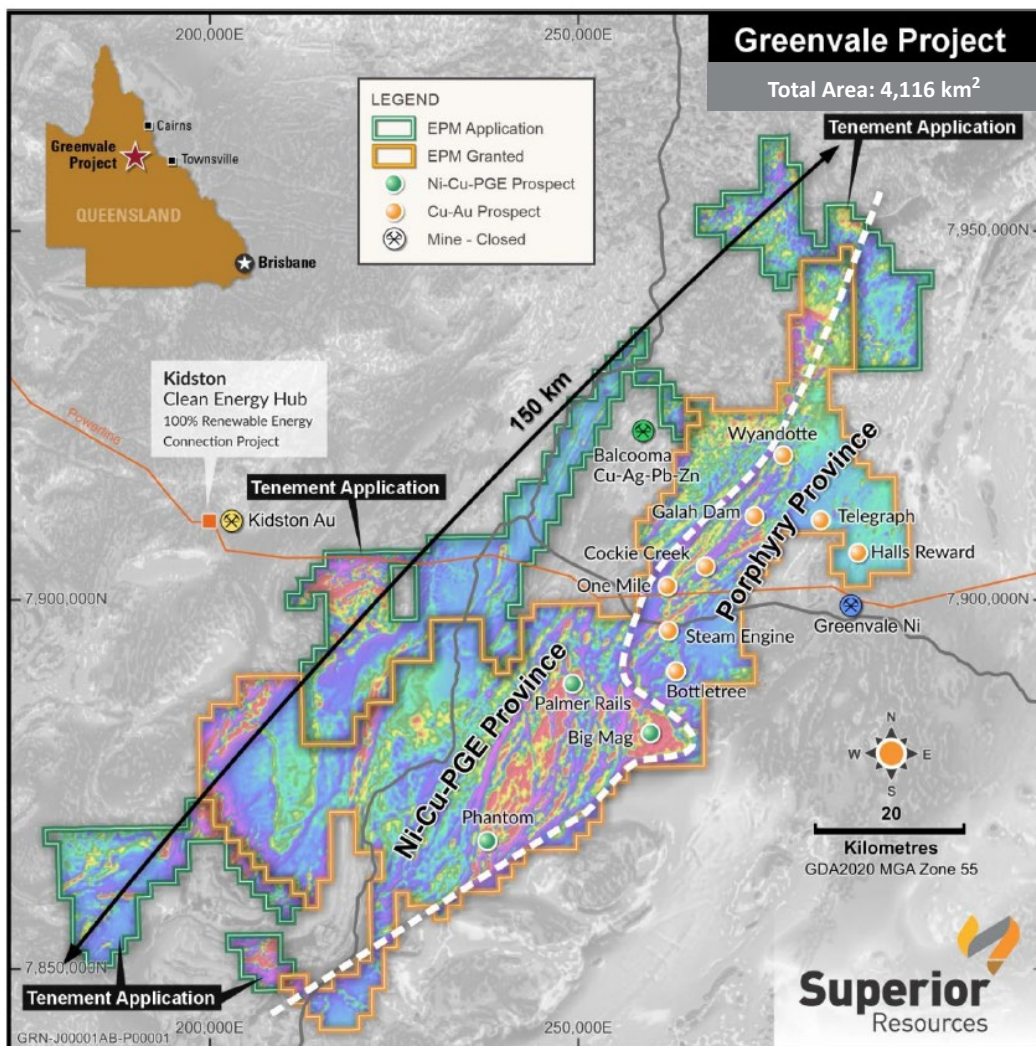 200,000E
250,000E
Greenvale Project
Total Area: 4,116 km²
Cairns
Greenvale
Project
Townsville
QUEENSLAND
Brisbane
LEGEND
EPM Application
EPM Granted
Ni-Cu-PGE Prospect
Cu-Au Prospect
Mine - Closed
Tenement Application
7,950,000N
7,950,000N
150 km
Kidston
Clean Energy Hub
100% Renewable Energy
Connection Project
Powerline
Balcooma
Cu-Ag-Pb-Zn
Wyandotte
Tenement Application
Kidston Au
Galah Dam
Telegraph
Cockie Creek
Halls Reward
One Mile
Porphyry Province
7,900,000N
7,900,000N
Greenvale Ni
Steam Engine
Bottletree
Palmer Rails
Big Mag
Ni-Cu-PGE Province
Phantom
N
W
E
S
20
Kilometres
GDA2020 MGA Zone 55
7,850,000N
Tenement Application
Superior
Resources
200,000E
250,000E
GRN-J00001AB-P00001